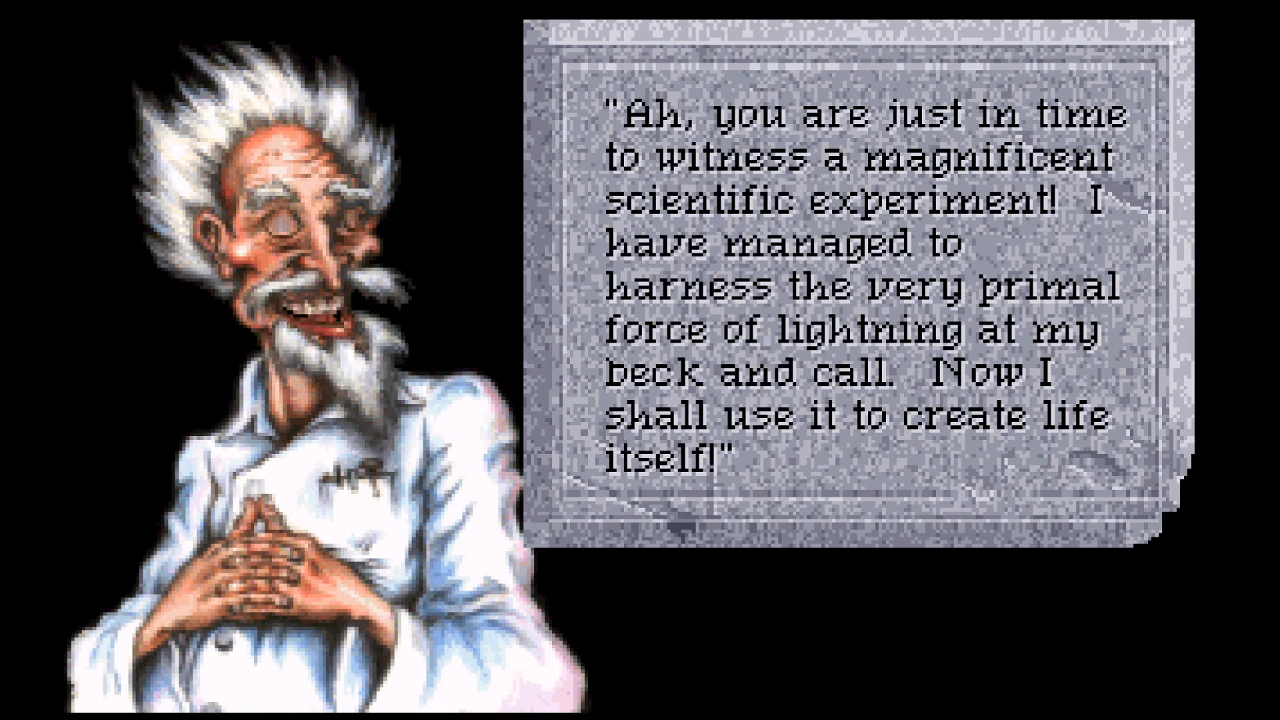 "Ah, you are just in time
to witness a magnificent
scientific experiment!  I
have managed to
harness the very primal
force of lightning at my
beck and call.  Now I
shall use it to create life
itself!"